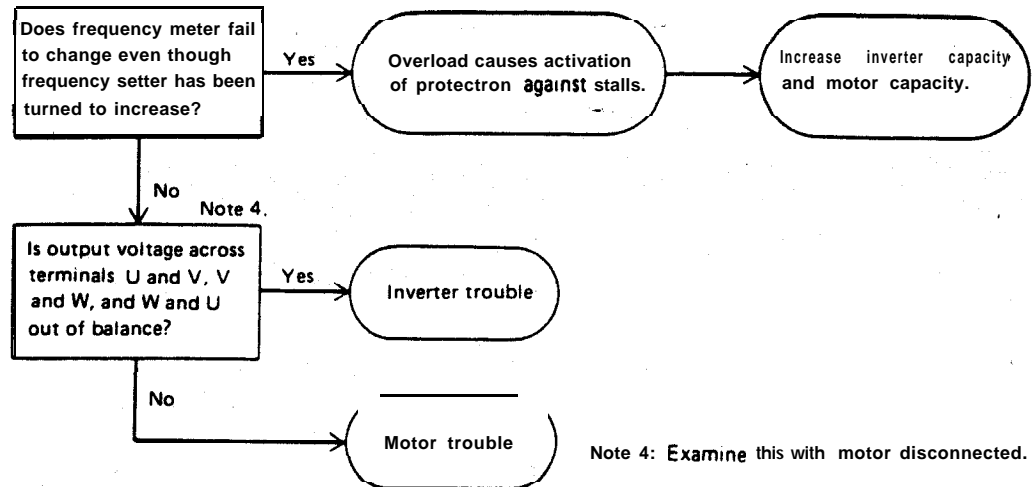 Does frequency meter fail
to change even though
frequency setter has been
turned to increase?
Yes
Overload causes activation
of protectron against stalls.
Increase inverter capacity
and motor capacity.
No
Note 4.
Is output voltage across
terminals U and V, V
and W, and W and U
out of balance?
Yes
Inverter trouble
No
Motor trouble
Note 4: Examine this with motor disconnected.